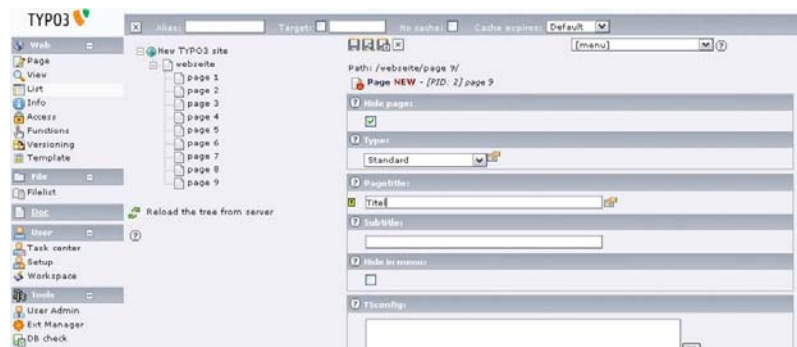 TYPO3
Alias:
Target:
No cache:
Cache expires:
Default
Web
Page
View
List
Info
Access
Functions
Versioning
Template
File
Filelist
Doc
User
Task center
Setup
Workspace
Tools
User Admin
Ext Manager
DB check
New TYPO3 site
webseite
page 1
page 2
page 3
page 4
page 5
page 6
page 7
page 8
page 9
Reload the tree from server
[menu]
Path: /webseite/page 9/
Page NEW - [PID: 2] page 9
Hide page:
Type:
Standard
Pagetitle:
Titel
Subtitle:
Hide in menu:
TSconfig: